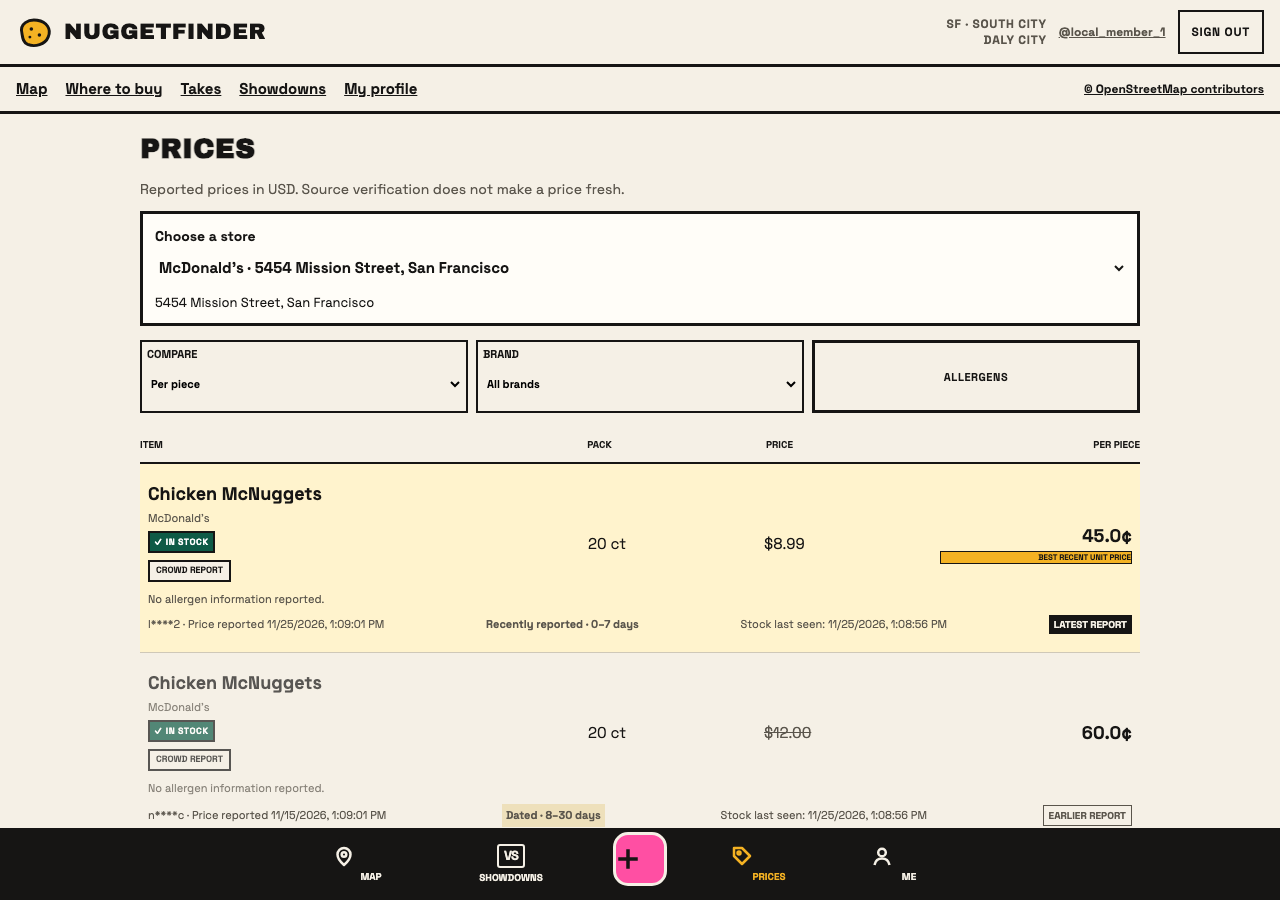 NUGGETFINDER
SF · SOUTH CITY
DALY CITY
@local_member_1
SIGN OUT
Map
Where to buy
Takes
Showdowns
My profile
© OpenStreetMap contributors
PRICES
Reported prices in USD. Source verification does not make a price fresh.
Choose a store
McDonald's · 5454 Mission Street, San Francisco
5454 Mission Street, San Francisco
COMPARE
Per piece
BRAND
All brands
ALLERGENS
ITEM PACK PRICE PER PIECE
Chicken McNuggets
McDonald's
✓ IN STOCK
CROWD REPORT
20 ct
$8.99
45.0¢
BEST RECENT UNIT PRICE
No allergen information reported.
l****2 · Price reported 11/25/2026, 1:09:01 PM
Recently reported · 0–7 days
Stock last seen: 11/25/2026, 1:08:56 PM
LATEST REPORT
Chicken McNuggets
McDonald's
✓ IN STOCK
CROWD REPORT
20 ct
$12.00
60.0¢
No allergen information reported.
n****c · Price reported 11/15/2026, 1:09:01 PM
Dated · 8–30 days
Stock last seen: 11/25/2026, 1:08:56 PM
EARLIER REPORT
MAP
VS
SHOWDOWNS
+
PRICES
ME